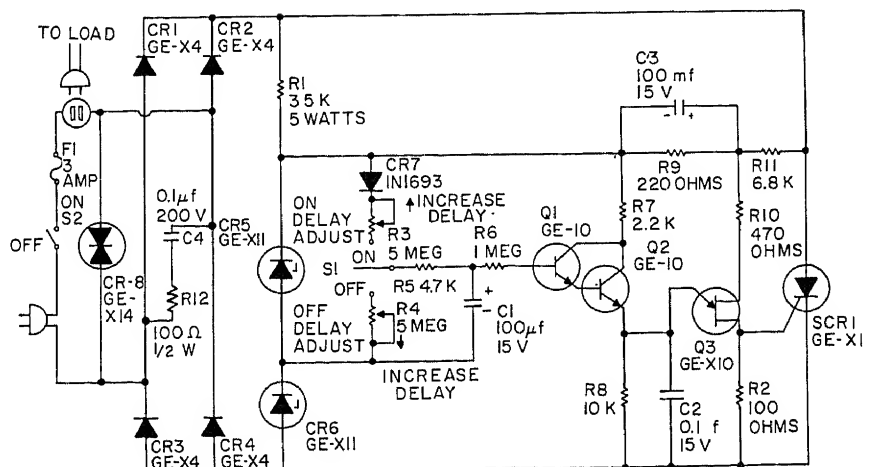 TO LOAD
CR1
GE-X4
CR2
GE-X4
R1
3.5 K
5 WATTS
C3
100 mf
15 V
- +
F1
3
AMP
ON
S2
OFF
0.1µf
200 V
C4
CR5
GE-X11
CR-8
GE-
X14
R12
100 Ω
1/2 W
CR7
IN1693
ON
DELAY
ADJUST
INCREASE
DELAY
ON
R3
5 MEG
R6
1 MEG
S1
R5 4.7 K
OFF
OFF
DELAY
ADJUST
R4
5 MEG
INCREASE
DELAY
+
-
C1
100µf
15 V
Q1
GE-10
R7
2.2 K
Q2
GE-10
R9
220 OHMS
R11
6.8 K
R10
470
OHMS
Q3
GE-X10
SCR1
GE-X1
R8
10 K
C2
0.1 f
15 V
R2
100
OHMS
CR3
GE-X4
CR4
GE-X4
CR6
GE-X11